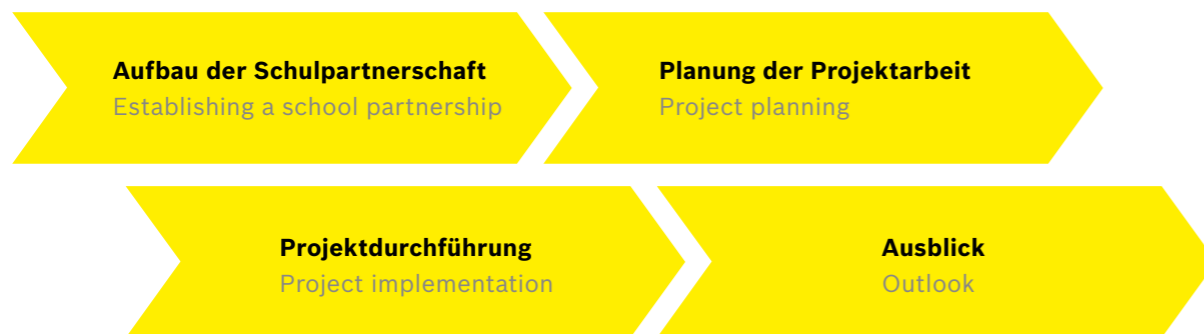 Aufbau der Schulpartnerschaft
Establishing a school partnership
Planung der Projektarbeit
Project planning
Projektdurchführung
Project implementation
Ausblick
Outlook